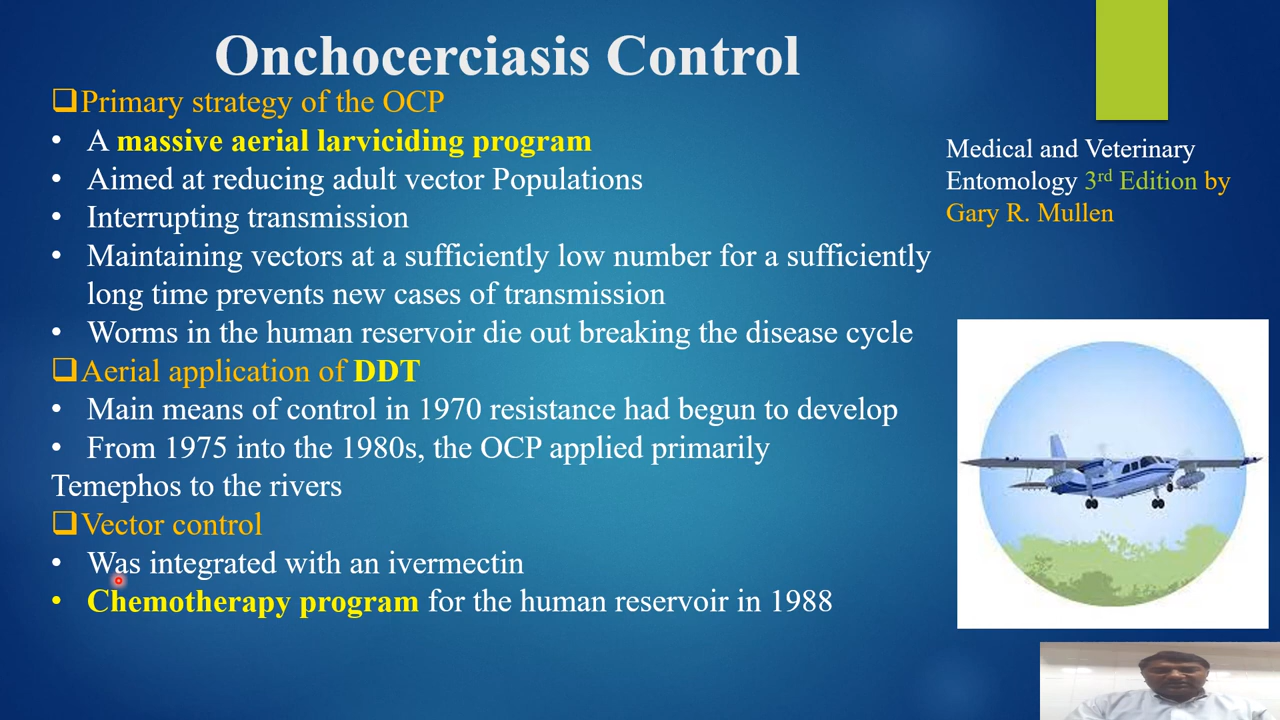 Onchocerciasis Control
❑Primary strategy of the OCP
• A massive aerial larviciding program
• Aimed at reducing adult vector Populations
• Interrupting transmission
• Maintaining vectors at a sufficiently low number for a sufficiently
long time prevents new cases of transmission
• Worms in the human reservoir die out breaking the disease cycle
❑Aerial application of DDT
• Main means of control in 1970 resistance had begun to develop
• From 1975 into the 1980s, the OCP applied primarily
Temephos to the rivers
❑Vector control
• Was integrated with an ivermectin
• Chemotherapy program for the human reservoir in 1988
Medical and Veterinary
Entomology 3rd Edition by
Gary R. Mullen